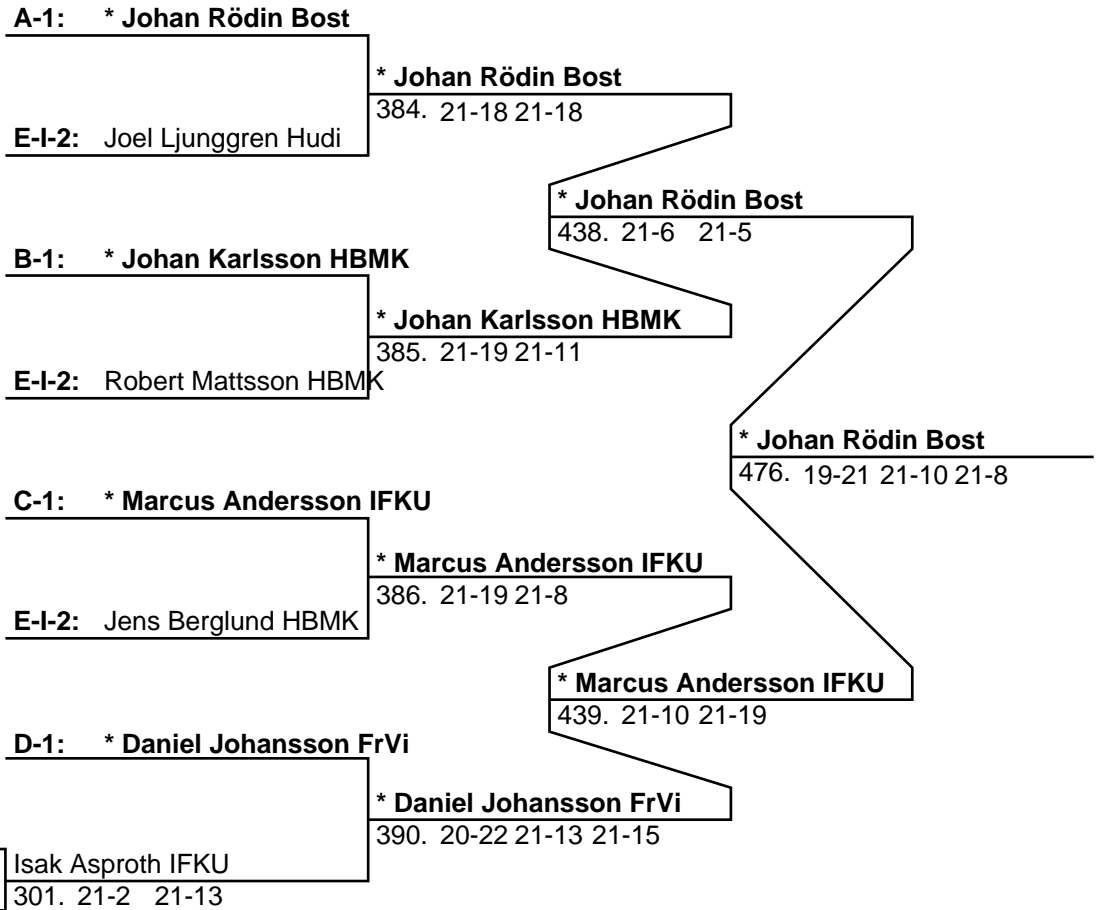 A-1: * Johan Rödin Bost
* Johan Rödin Bost
384. 21-18 21-18
E-I-2: Joel Ljunggren Hudi
* Johan Rödin Bost
438. 21-6 21-5
B-1: * Johan Karlsson HBMK
* Johan Karlsson HBMK
385. 21-19 21-11
E-I-2: Robert Mattsson HBMK
* Johan Rödin Bost
476. 19-21 21-10 21-8
C-1: * Marcus Andersson IFKU
* Marcus Andersson IFKU
386. 21-19 21-8
E-I-2: Jens Berglund HBMK
* Marcus Andersson IFKU
439. 21-10 21-19
D-1: * Daniel Johansson FrVi
* Daniel Johansson FrVi
390. 20-22 21-13 21-15
Isak Asproth IFKU
301. 21-2 21-13